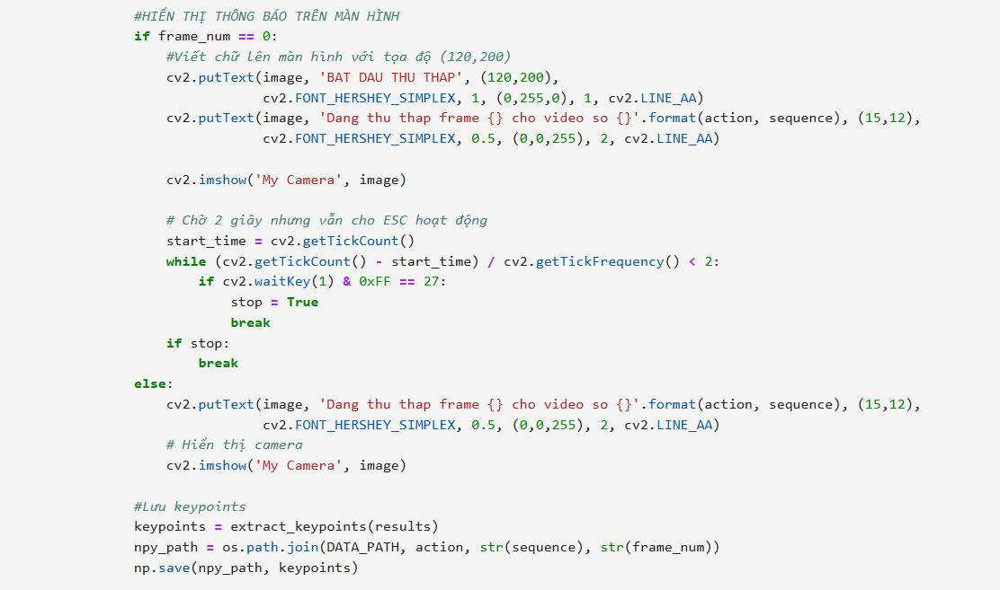 #HIỂN THỊ THÔNG BÁO TRÊN MÀN HÌNH
if frame_num == 0:
    #Viết chữ lên màn hình với tọa độ (120,200)
    cv2.putText(image, 'BAT DAU THU THAP', (120,200),
                cv2.FONT_HERSHEY_SIMPLEX, 1, (0,255,0), 1, cv2.LINE_AA)
    cv2.putText(image, 'Dang thu thap frame {} cho video so {}'.format(action, sequence), (15,12),
                cv2.FONT_HERSHEY_SIMPLEX, 0.5, (0,0,255), 2, cv2.LINE_AA)

    cv2.imshow('My Camera', image)

    # Chờ 2 giây nhưng vẫn cho ESC hoạt động
    start_time = cv2.getTickCount()
    while (cv2.getTickCount() - start_time) / cv2.getTickFrequency() < 2:
        if cv2.waitKey(1) & 0xFF == 27:
            stop = True
            break
    if stop:
        break
else:
    cv2.putText(image, 'Dang thu thap frame {} cho video so {}'.format(action, sequence), (15,12),
                cv2.FONT_HERSHEY_SIMPLEX, 0.5, (0,0,255), 2, cv2.LINE_AA)
    # Hiển thị camera
    cv2.imshow('My Camera', image)

#Lưu keypoints
keypoints = extract_keypoints(results)
npy_path = os.path.join(DATA_PATH, action, str(sequence), str(frame_num))
np.save(npy_path, keypoints)